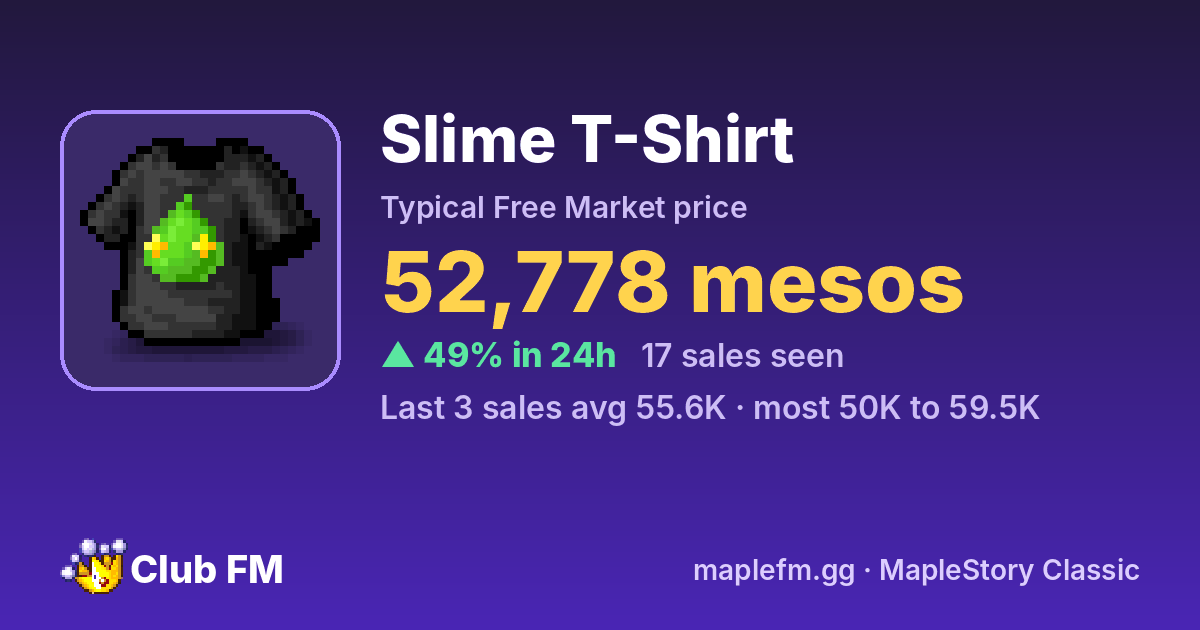 Slime T-Shirt
Typical Free Market price
52,778 mesos
▲ 49% in 24h 17 sales seen
Last 3 sales avg 55.6K · most 50K to 59.5K
Club FM
maplefm.gg · MapleStory Classic